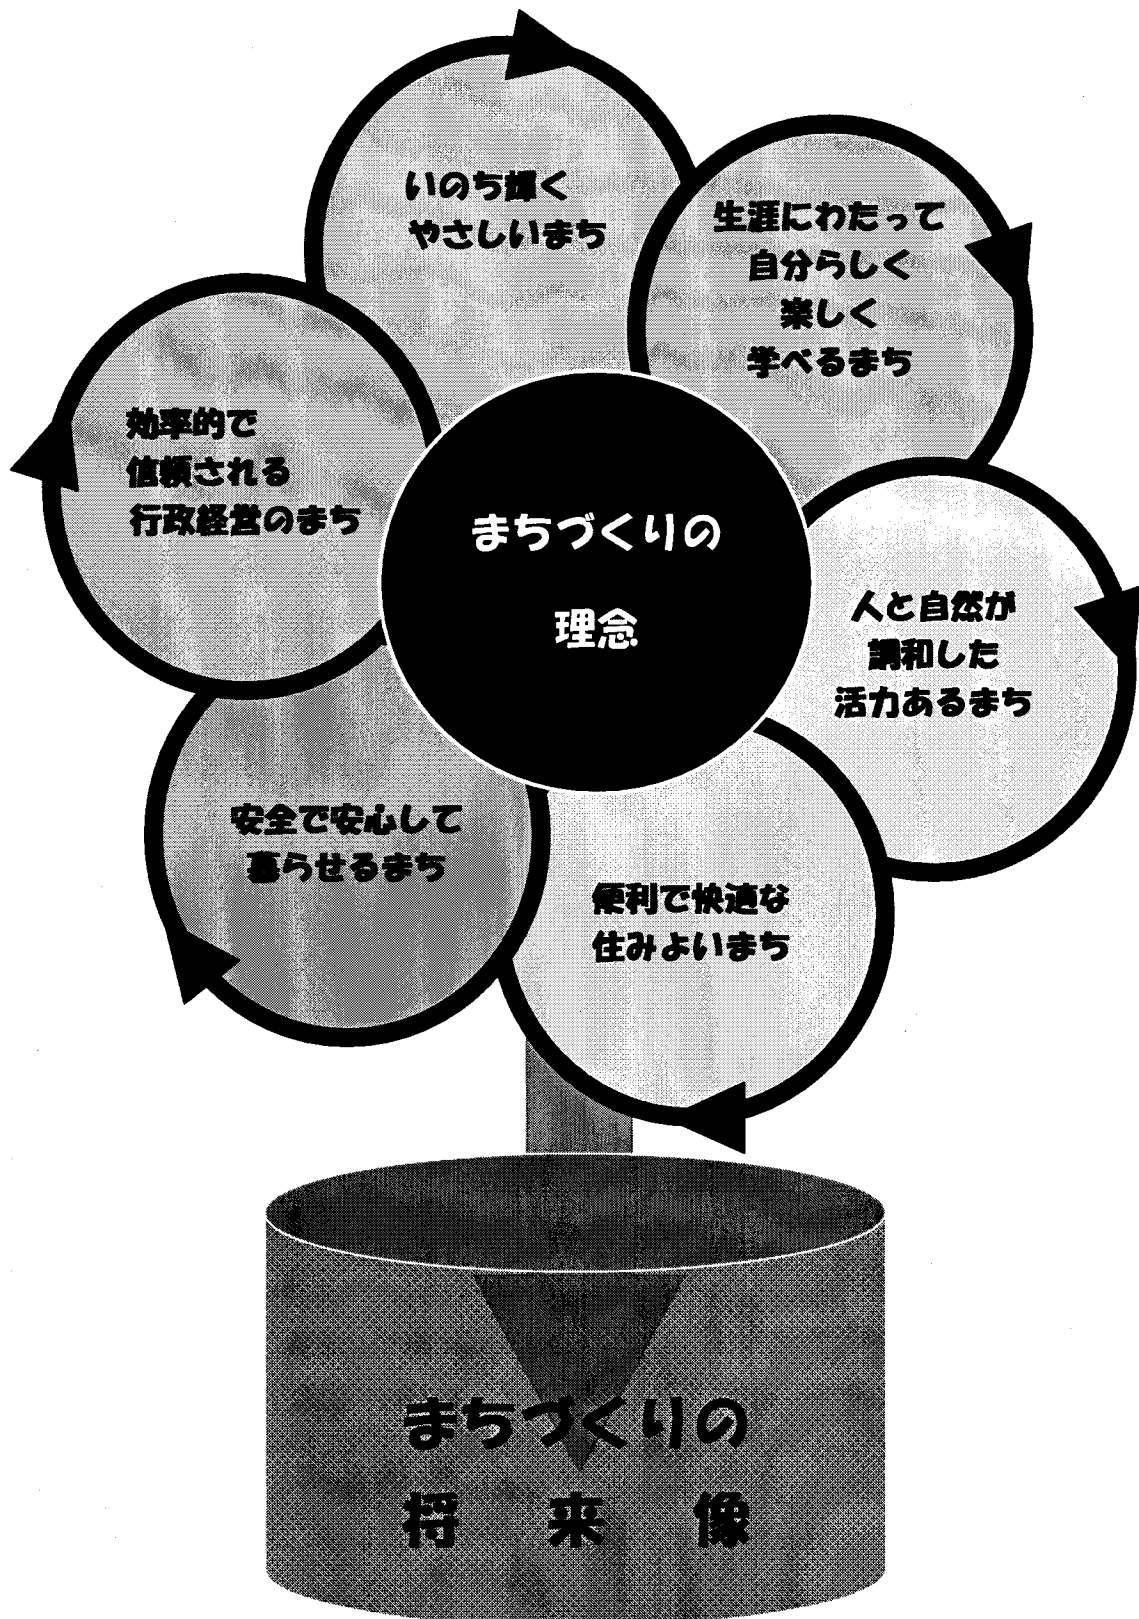 いのち輝く
やさしいまち
生涯にわたって
自分らしく
楽しく
学べるまち
効率的で
信頼される
行政経営のまち
まちづくりの
理念
人と自然が
調和した
活力あるまち
安全で安心して
暮らせるまち
便利で快適な
住みよいまち
まちづくりの
将来像